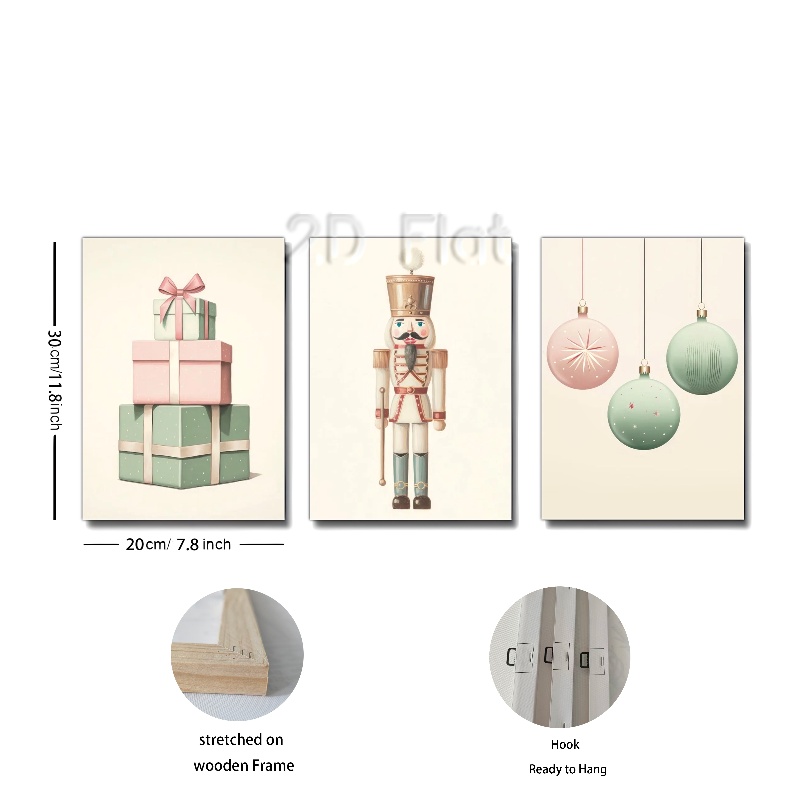 2D Flat
30cm/11.8inch
20cm/ 7.8 inch
stretched on
wooden Frame
Hook
Ready to Hang